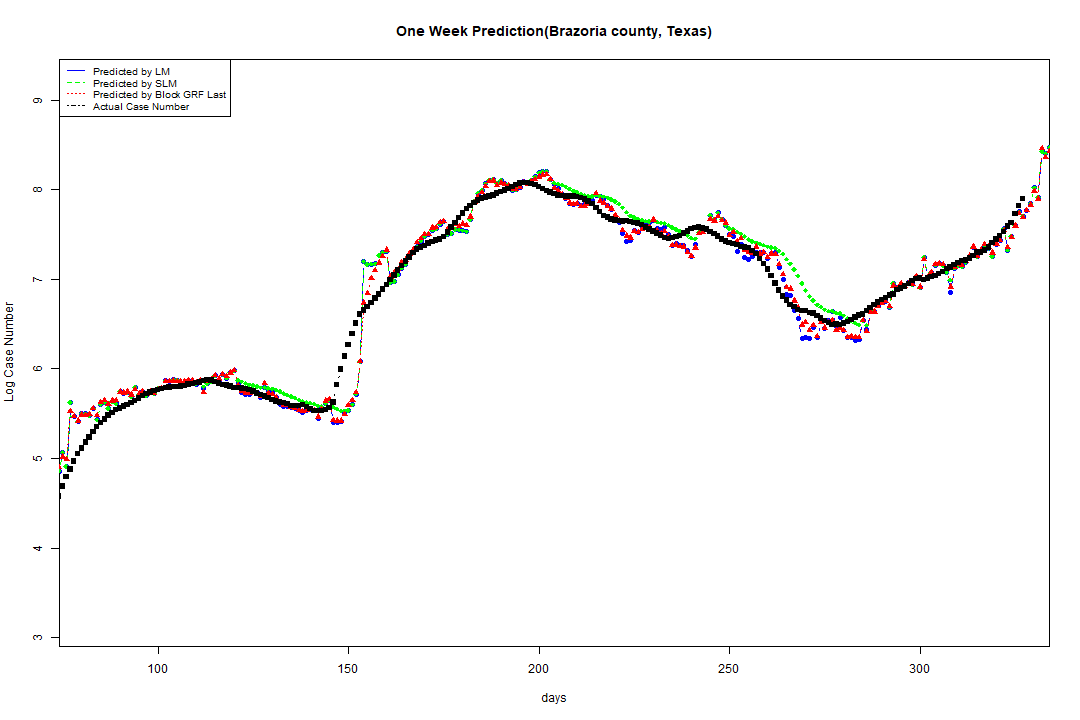 One Week Prediction(Brazoria county, Texas)
Predicted by LM
Predicted by SLM
Predicted by Block GRF Last
Actual Case Number
9
8
7
6
5
4
3
Log Case Number
100 150 200 250 300
days